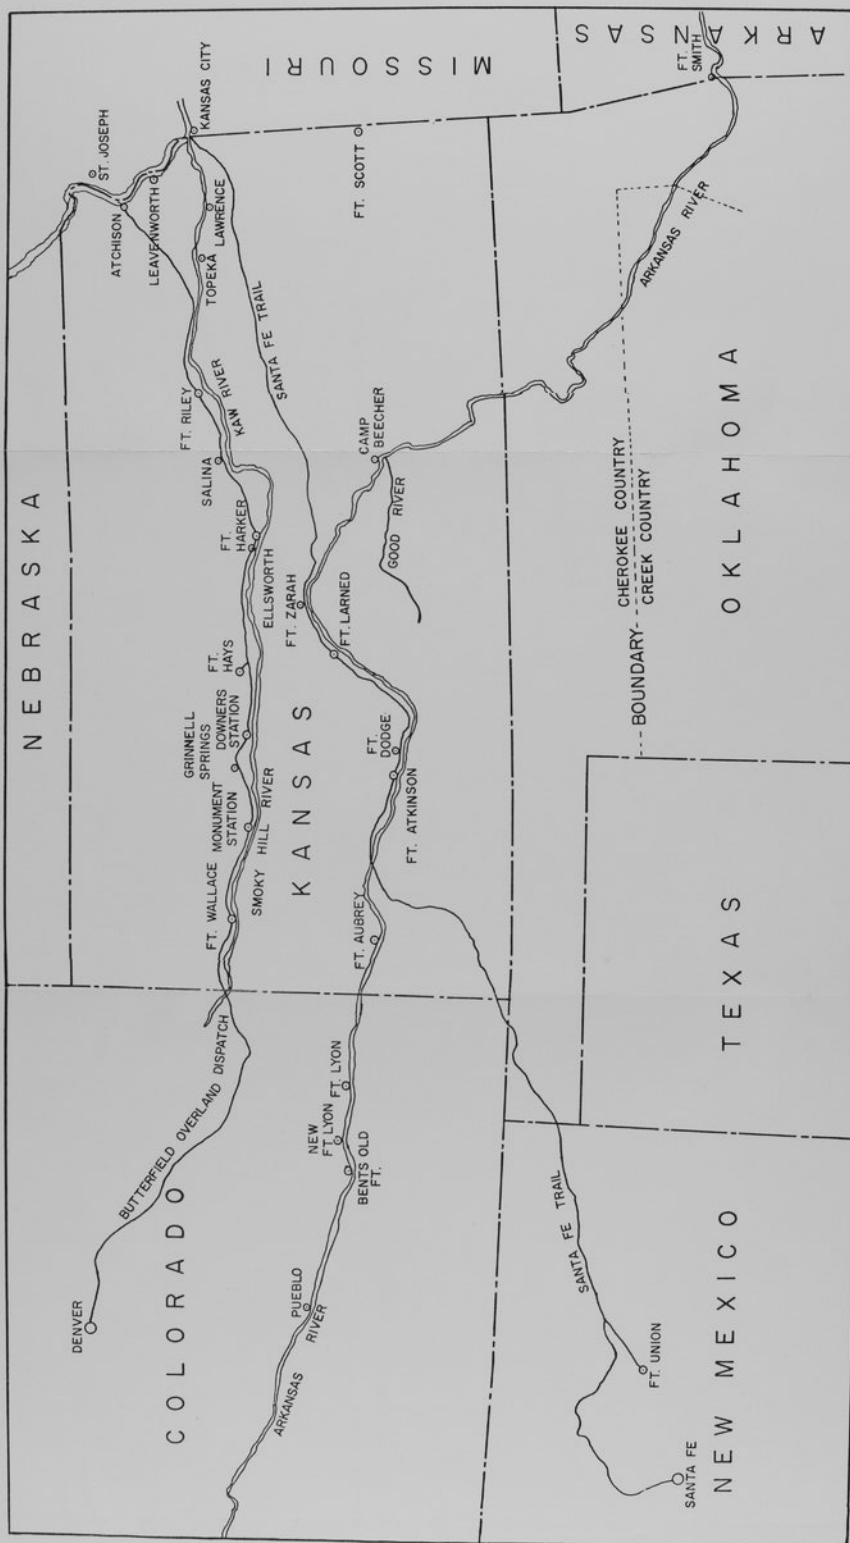 NEBRASKA
MISSOURI
ARKANSAS
ST. JOSEPH
ATCHISON
LEAVENWORTH
KANSAS CITY
LAWRENCE
TOPEKA
FT. SCOTT
FT. SMITH
SANTA FE TRAIL
FT. RILEY
KAW RIVER
SALINA
FT. HARKER
ELLSWORTH
FT. HAYS
DOWNERS
STATION
GRINNELL
SPRINGS
MONUMENT
STATION
FT. WALLACE
SMOKY HILL RIVER
KANSAS
FT. ZARAH
FT. LARNED
CAMP
BEECHER
GOOD RIVER
FT. DODGE
FT. ATKINSON
FT. AUBREY
ARKANSAS RIVER
BOUNDARY
CHEROKEE COUNTRY
CREEK COUNTRY
OKLAHOMA
TEXAS
COLORADO
DENVER
BUTTERFIELD OVERLAND DISPATCH
FT. LYON
NEW
FT LYON
BENTS OLD
FT.
PUEBLO
ARKANSAS RIVER
SANTA FE TRAIL
FT. UNION
SANTA FE
NEW MEXICO